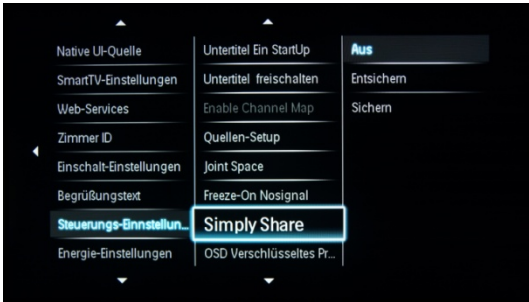 Native UI-Quelle
SmartTV-Einstellungen
Web-Services
Zimmer ID
Einschalt-Einstellungen
Begrüßungstext
Steuerungs-Einnstellun...
Energie-Einstellungen
Untertitel Ein StartUp
Untertitel freischalten
Enable Channel Map
Quellen-Setup
Joint Space
Freeze-On Nosignal
Simply Share
OSD Verschlüsseltes Pr...
Aus
Entsichern
Sichern